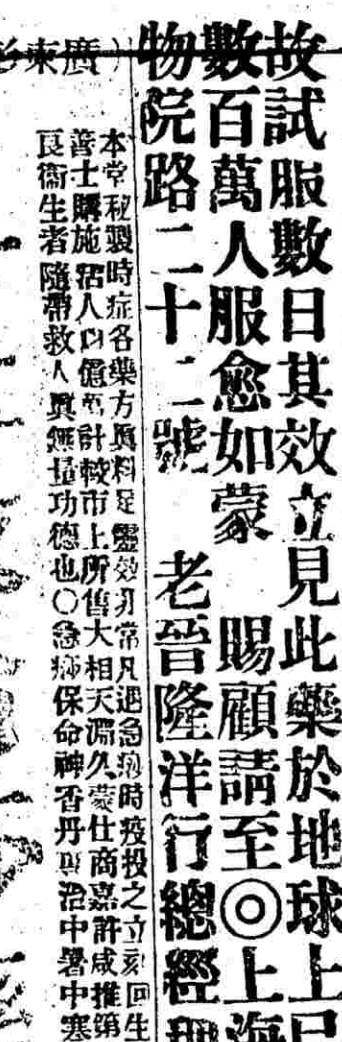 故試服數日其效立見此藥於地球上已
數百萬人服愈如蒙 賜顧請至◎上海
物院路二十二號 老晉隆洋行總經
廣東
本堂秘製時症各藥方眞料足靈效非常凡遇急痧時疫投之立刻回生
善士購施活人以億萬計較市上所售大相天淵久蒙仕商嘉許咸推第
良衞生者隨帶救人眞無量功德也○急痧保命神香丹專治中暑中寒